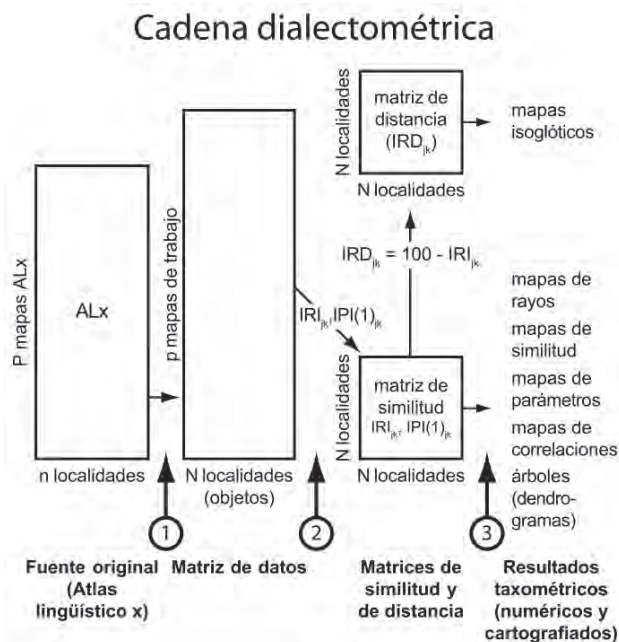 Cadena dialectométrica
P mapas ALx
ALx
n localidades
p mapas de trabajo
N localidades
(objetos)
IRIjk, IPI(1)jk
N localidades
matriz de
distancia
(IRDjk)
N localidades
mapas
isoglóticos
IRDjk = 100 - IRIjk
N localidades
matriz de
similitud
IRIjk, IPI(1)jk
N localidades
mapas de
rayos
mapas de
similitud
mapas de
parámetros
mapas de
correlaciones
árboles
(dendro-
gramas)
1
2
3
Fuente original
(Atlas
lingüístico x)
Matriz de datos
Matrices de
similitud y
de distancia
Resultados
taxométricos
(numéricos y
cartografiados)